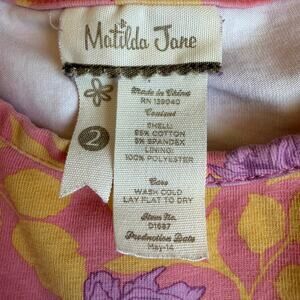 Matilda Jane
2
Made in China
RN 139040
Content
SHELL:
95% COTTON
5% SPANDEX
LINING:
100% POLYESTER
Care
WASH COLD
LAY FLAT TO DRY
Item No.
D1687
Production Date
May-14